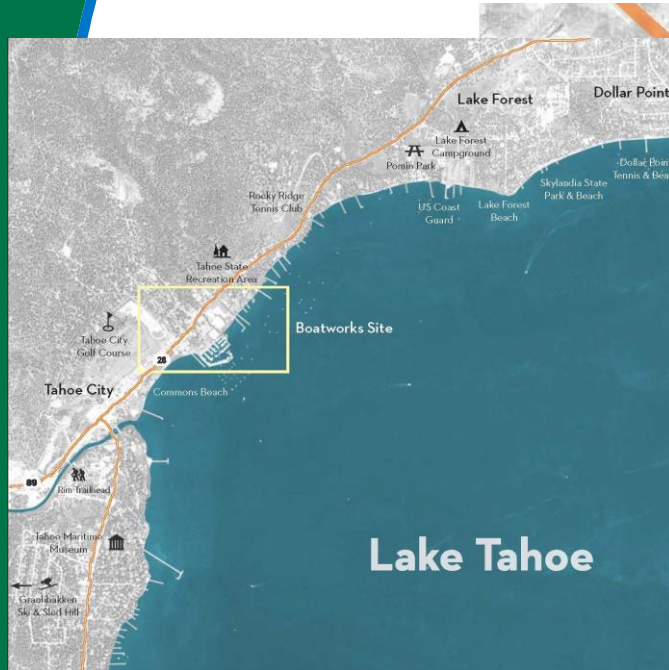 Lake Forest
Dollar Point
Lake Forest
Campground
Pomin Park
Dollar Poin
Tennis & Bea
Skylandia State
Park & Beach
US Coast
Guard
Lake Forest
Beach
Rocky Ridge
Tennis Club
Tahoe State
Recreation Area
Boatworks Site
Tahoe City
Golf Course
28
Tahoe City
Commons Beach
89
Rim Trailhead
Tahoe Maritime
Museum
Lake Tahoe
Granlibakken
Ski & Sled Hill